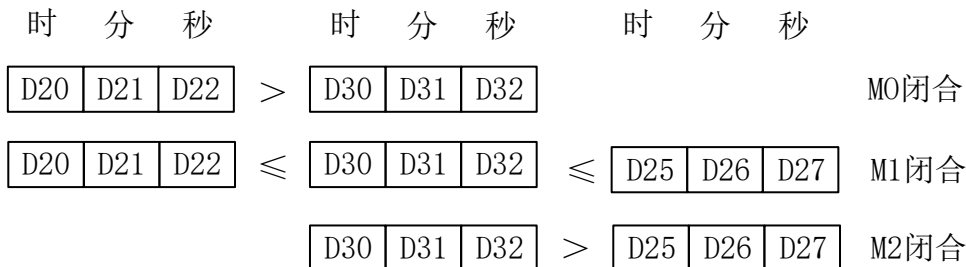 时 分 秒 时 分 秒 时 分 秒
D20 D21 D22 > D30 D31 D32 M0闭合
D20 D21 D22 ≤ D30 D31 D32 ≤ D25 D26 D27 M1闭合
D30 D31 D32 > D25 D26 D27 M2闭合